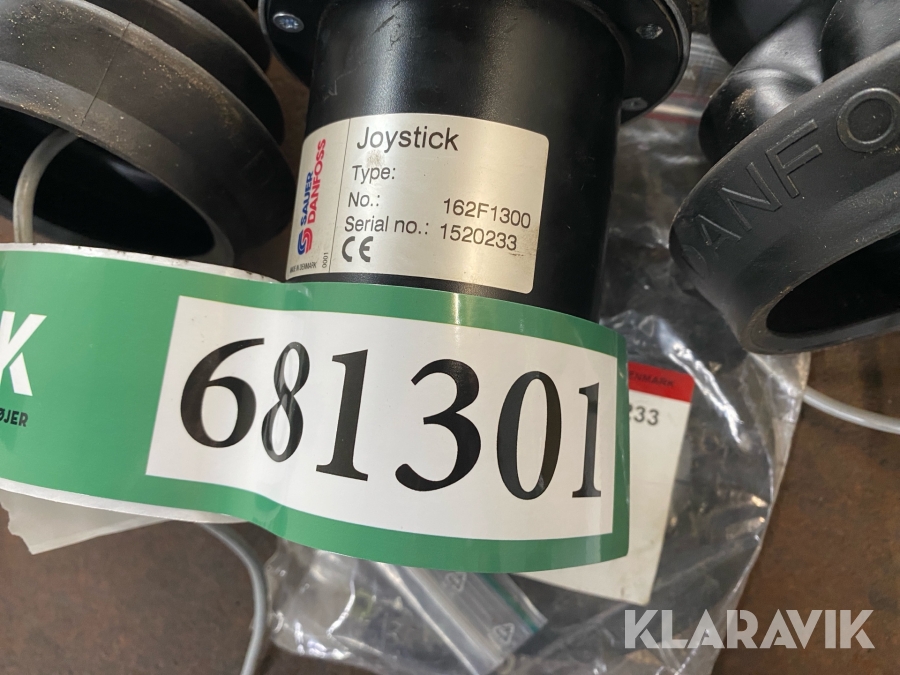 Joystick
Type:
No.: 162F1300
Serial no.: 1520233
CE
SAUER
DANFOSS
MADE IN DENMARK
0001
DANFO
K
ØJER
681301
ENMARK
233
KLARAVIK